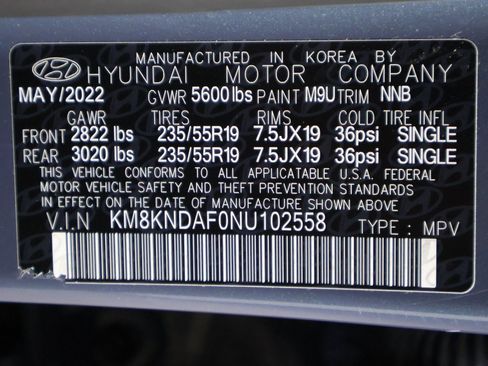 MANUFACTURED IN KOREA BY
HYUNDAI MOTOR COMPANY
MAY/2022 GVWR 5600 lbs PAINT M9U TRIM NNB
GAWR TIRES RIMS COLD TIRE INFL
FRONT 2822 lbs 235/55R19 7.5JX19 36psi SINGLE
REAR 3020 lbs 235/55R19 7.5JX19 36psi SINGLE
THIS VEHICLE CONFORMS TO ALL APPLICABLE U.S.A. FEDERAL
MOTOR VEHICLE SAFETY AND THEFT PREVENTION STANDARDS
IN EFFECT ON THE DATE OF MANUFACTURE SHOWN ABOVE
V.I.N KM8KNDAF0NU102558 TYPE : MPV